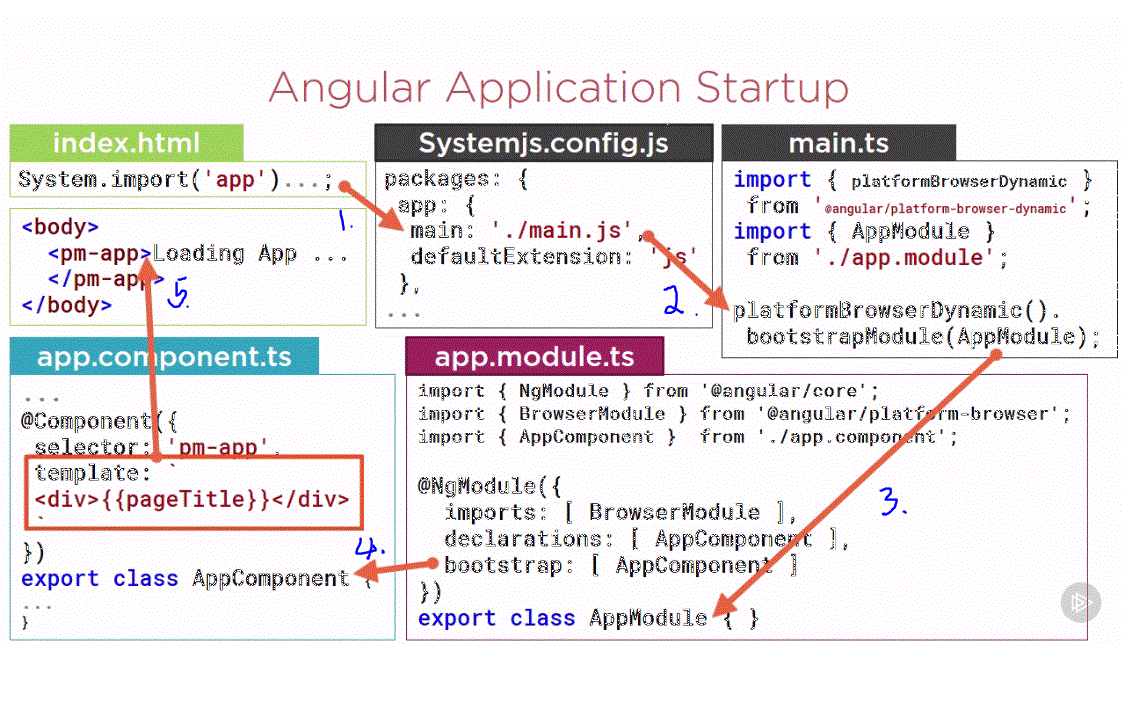 Angular Application Startup
index.html
System.import('app')...;
1.
<body>
<pm-app>Loading App ...
</pm-app>
5.
</body>
Systemjs.config.js
packages: {
app: {
main: './main.js',
defaultExtension: 'js'
},
...
2.
main.ts
import { platformBrowserDynamic }
from '@angular/platform-browser-dynamic';
import { AppModule }
from './app.module';
platformBrowserDynamic().
bootstrapModule(AppModule);
app.component.ts
...
@Component({
selector: 'pm-app',
template: `
<div>{{pageTitle}}</div>
`
})
4.
export class AppComponent {
...
}
app.module.ts
import { NgModule } from '@angular/core';
import { BrowserModule } from '@angular/platform-browser';
import { AppComponent } from './app.component';
@NgModule({
imports: [ BrowserModule ],
declarations: [ AppComponent ],
bootstrap: [ AppComponent ]
})
export class AppModule { }
3.